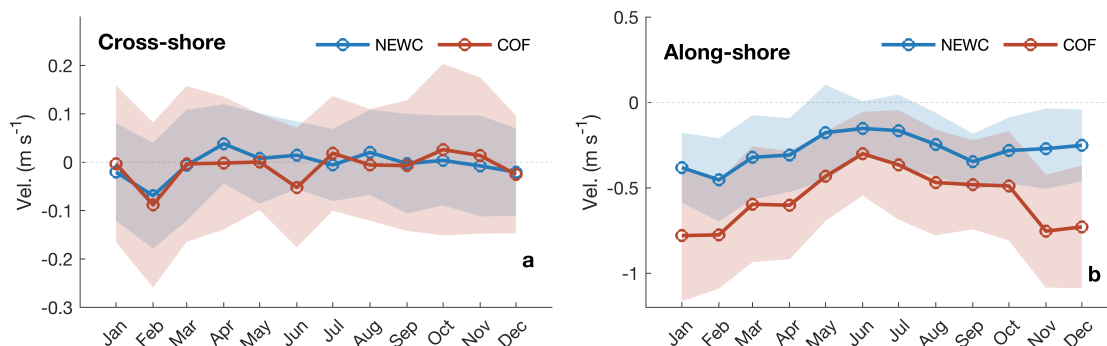 Cross-shore
NEWC COF
Vel. (m s⁻¹)
0.2
0.1
0
-0.1
-0.2
-0.3
a
Jan Feb Mar Apr May Jun Jul Aug Sep Oct Nov Dec
Along-shore
NEWC COF
Vel. (m s⁻¹)
0.5
0
-0.5
-1
b
Jan Feb Mar Apr May Jun Jul Aug Sep Oct Nov Dec